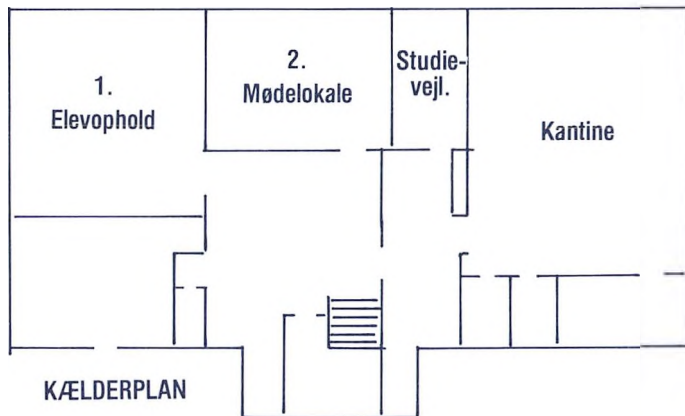 1.
Elevophold
2.
Mødelokale
Studie-
vejl.
Kantine
KÆLDERPLAN